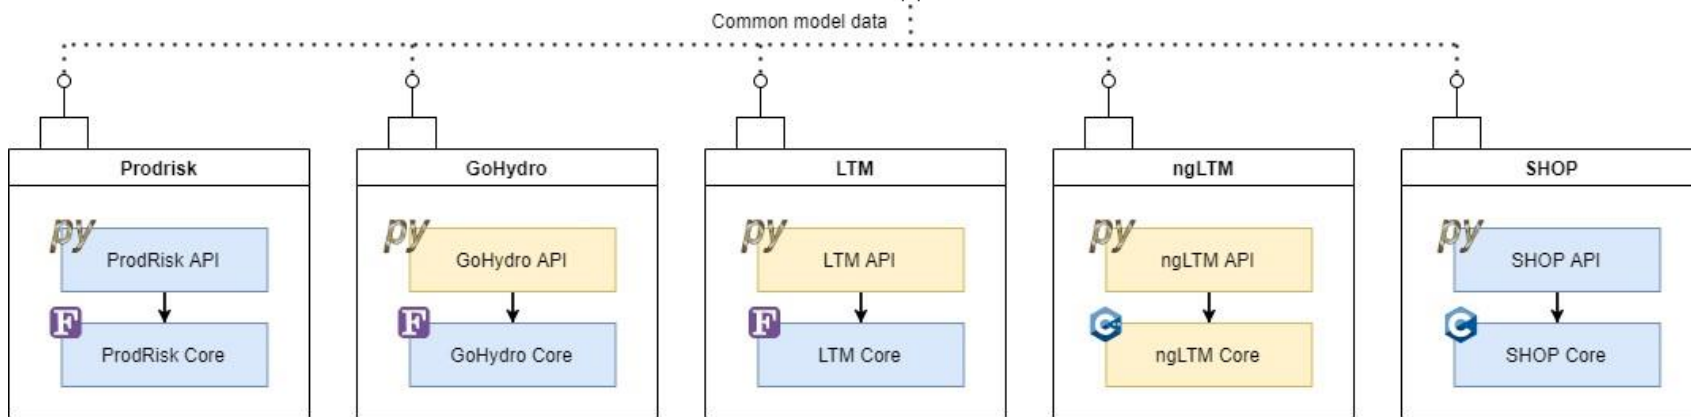 Common model data
Prodrisk
GoHydro
LTM
ngLTM
SHOP
py
py
py
py
py
ProdRisk API
GoHydro API
LTM API
ngLTM API
SHOP API
F
F
F
C++
C
ProdRisk Core
GoHydro Core
LTM Core
ngLTM Core
SHOP Core